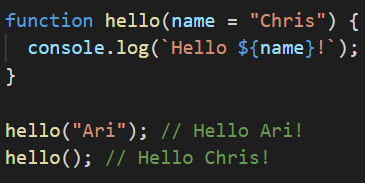 function hello(name = "Chris") {
  console.log(`Hello ${name}!`);
}

hello("Ari"); // Hello Ari!
hello(); // Hello Chris!